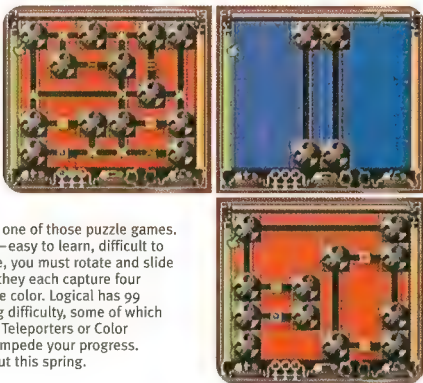 one of those puzzle games.
–easy to learn, difficult to
e, you must rotate and slide
they each capture four
e color. Logical has 99
g difficulty, some of which
Teleporters or Color
mpede your progress.
ut this spring.